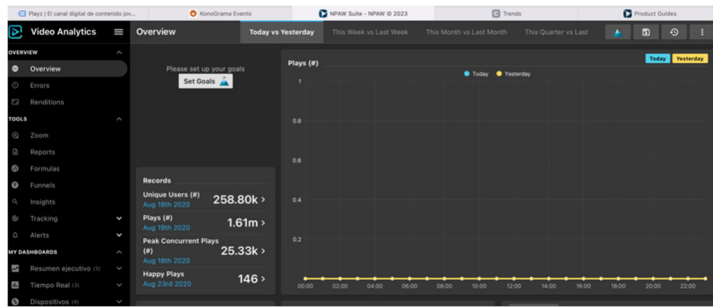 Playz | El canal digital de contenido jov...
KonoGrama Events
NPAW Suite - NPAW © 2023
Trends
Product Guides
Video Analytics
Overview
Today vs Yesterday
This Week vs Last Week
This Month vs Last Month
This Quarter vs Last
OVERVIEW
Overview
Errors
Renditions
TOOLS
Zoom
Reports
Formulas
Funnels
Insights
Tracking
Alerts
MY DASHBOARDS
Resumen ejecutivo (3)
Tiempo Real (3)
Dispositivos (4)
Please set up your goals
Set Goals
Records
Unique Users (#)
258.80k >
Aug 18th 2020
Plays (#)
1.61m >
Aug 19th 2020
Peak Concurrent Plays
(#)
25.33k >
Aug 18th 2020
Happy Plays
146 >
Aug 23rd 2020
Plays (#)
Today Yesterday
Today Yesterday
1
0.8
0.6
0.4
0.2
00:00 02:00 04:00 06:00 08:00 10:00 12:00 14:00 16:00 18:00 20:00 22:00